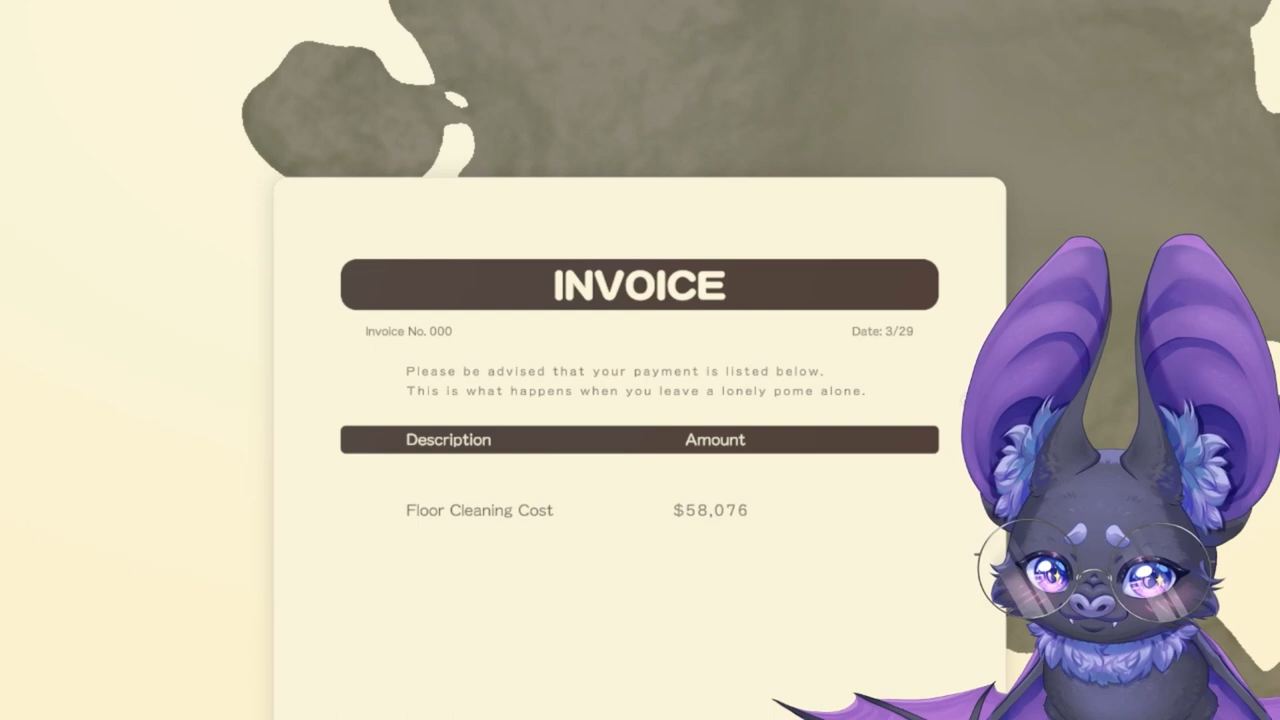 INVOICE
Invoice No. 000 Date: 3/29
Please be advised that your payment is listed below.
This is what happens when you leave a lonely pome alone.
Description Amount
Floor Cleaning Cost $58,076